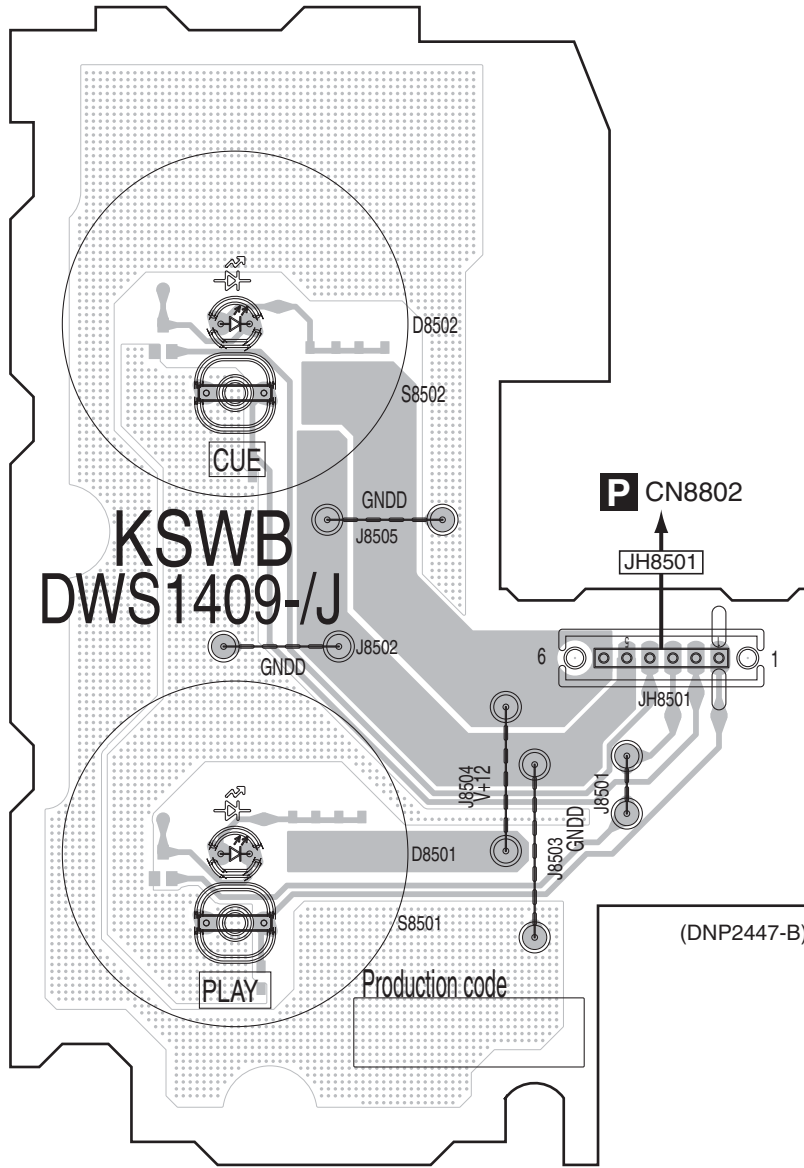 D8502
S8502
CUE
P CN8802
GNDD
J8505
JH8501
KSWB
DWS1409-/J
J8502
GNDD
6
5
1
JH8501
J8504
V+12
J8503
GNDD
J8501
D8501
S8501
(DNP2447-B)
PLAY
Production code